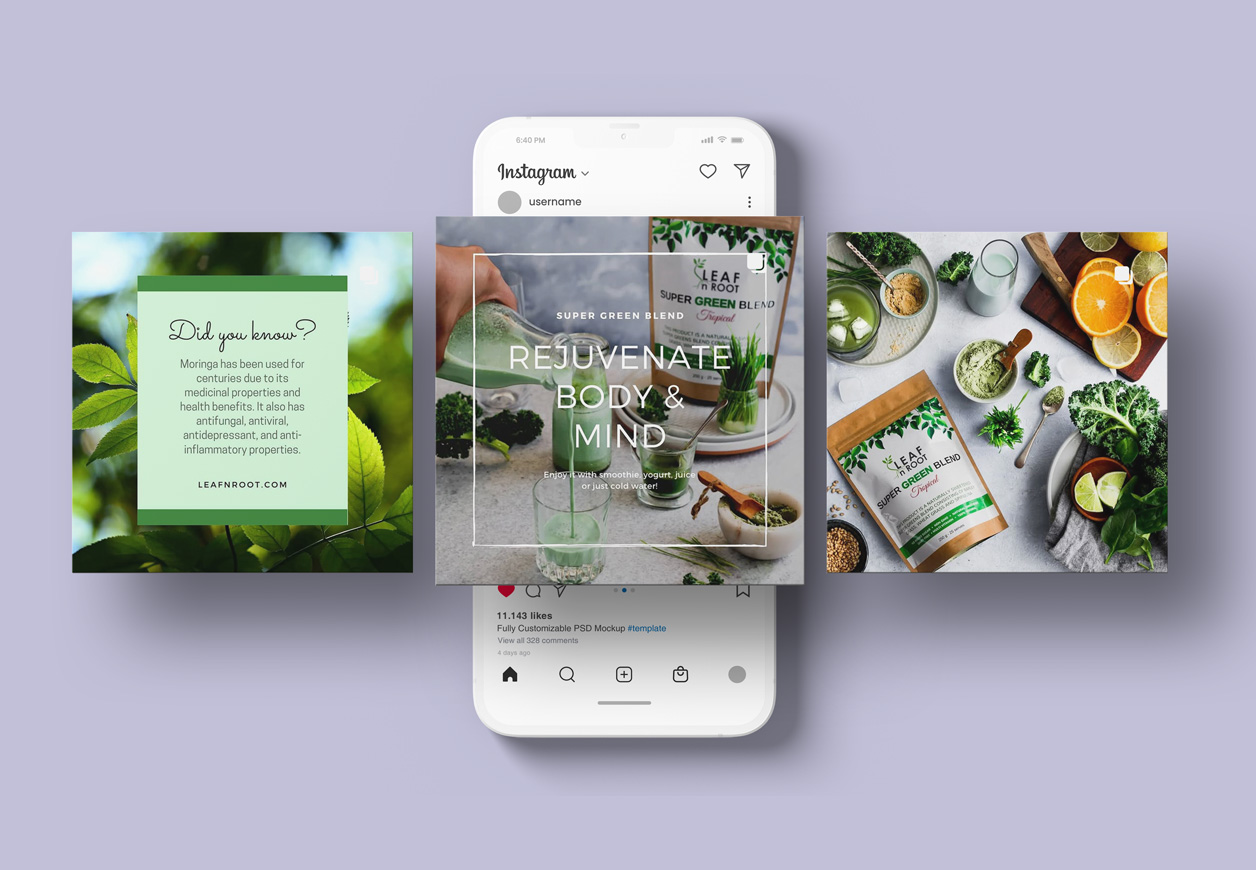 6:40 PM
Instagram
username
Did you know?
Moringa has been used for
centuries due to its
medicinal properties and
health benefits. It also has
antifungal, antiviral,
antidepressant, and anti-
inflammatory properties.
LEAFNROOT.COM
LEAF
n ROOT
SUPER GREEN BLEND
Tropical
SUPER GREEN BLEND
REJUVENATE
BODY &
MIND
Enjoy it with smoothie, yogurt, juice
or just cold water!
LEAF
n ROOT
SUPER GREEN BLEND
Tropical
11.143 likes
Fully Customizable PSD Mockup #template
View all 328 comments
4 days ago